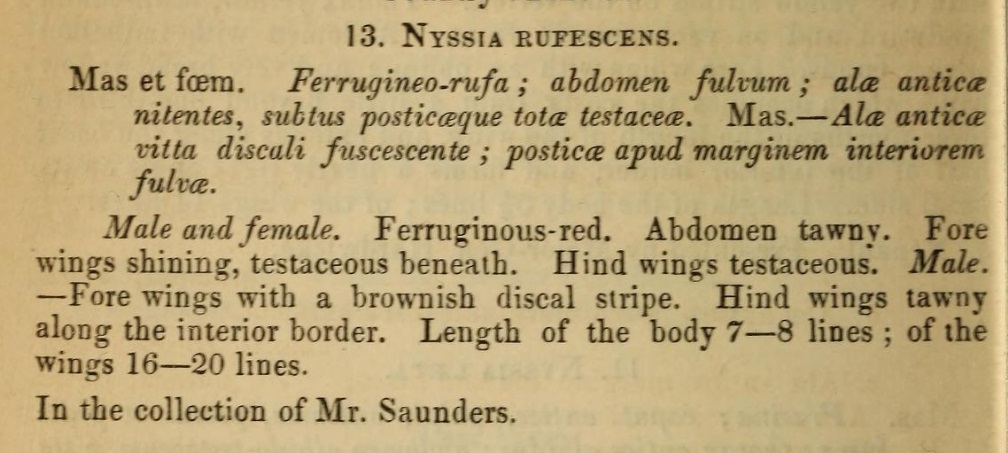 13. NYSSIA RUFESCENS.
Mas et fœm. Ferrugineo-rufa; abdomen fulvum; alæ anticæ
nitentes, subtus posticæque totæ testaceæ. Mas.—Alæ anticæ
vitta discali fuscescente; posticæ apud marginem interiorem
fulvæ.
Male and female. Ferruginous-red. Abdomen tawny. Fore
wings shining, testaceous beneath. Hind wings testaceous. Male.
—Fore wings with a brownish discal stripe. Hind wings tawny
along the interior border. Length of the body 7—8 lines; of the
wings 16—20 lines.
In the collection of Mr. Saunders.